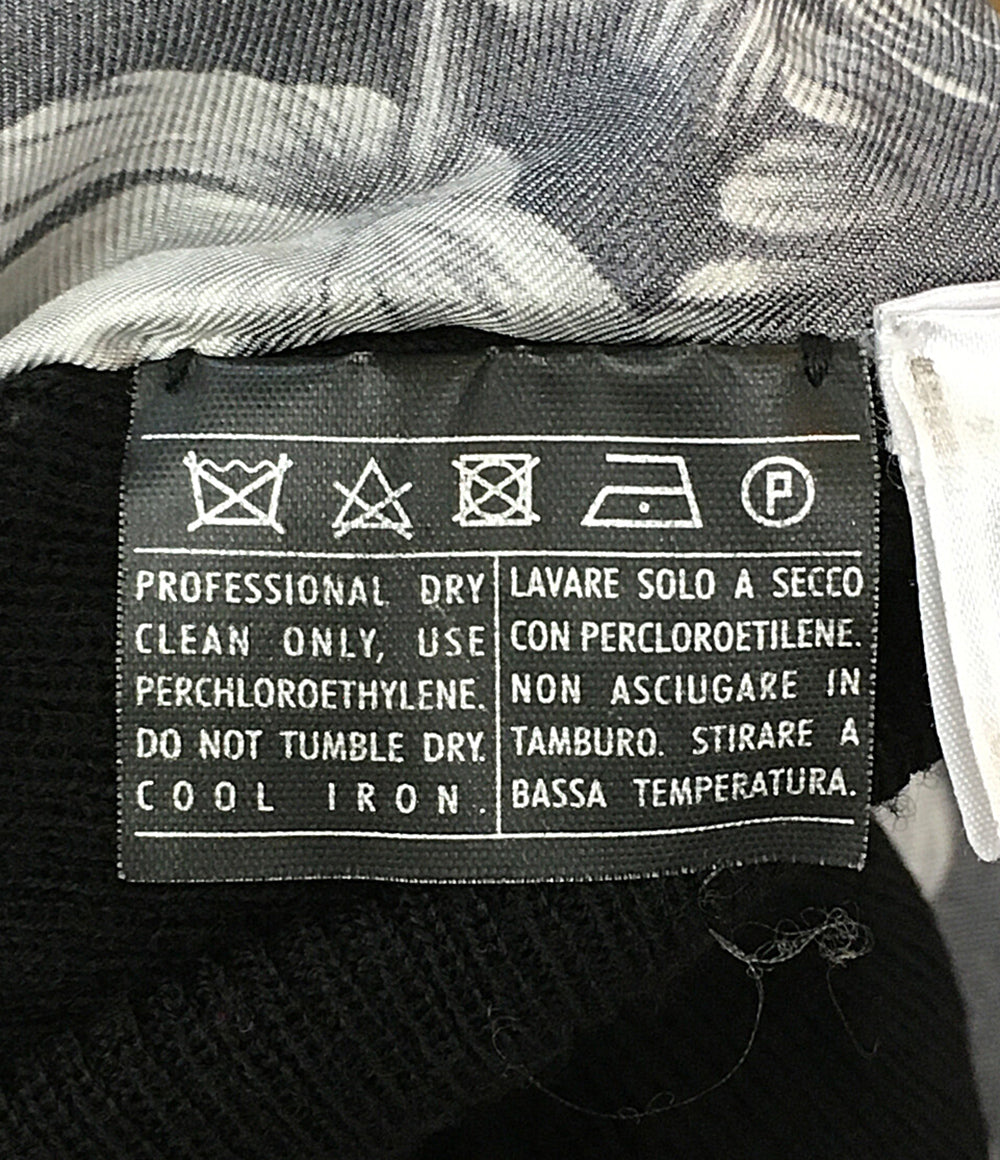 P
PROFESSIONAL DRY
CLEAN ONLY, USE
PERCHLOROETHYLENE.
DO NOT TUMBLE DRY.
COOL IRON.
LAVARE SOLO A SECCO
CON PERCLOROETILENE.
NON ASCIUGARE IN
TAMBURO. STIRARE A
BASSA TEMPERATURA.